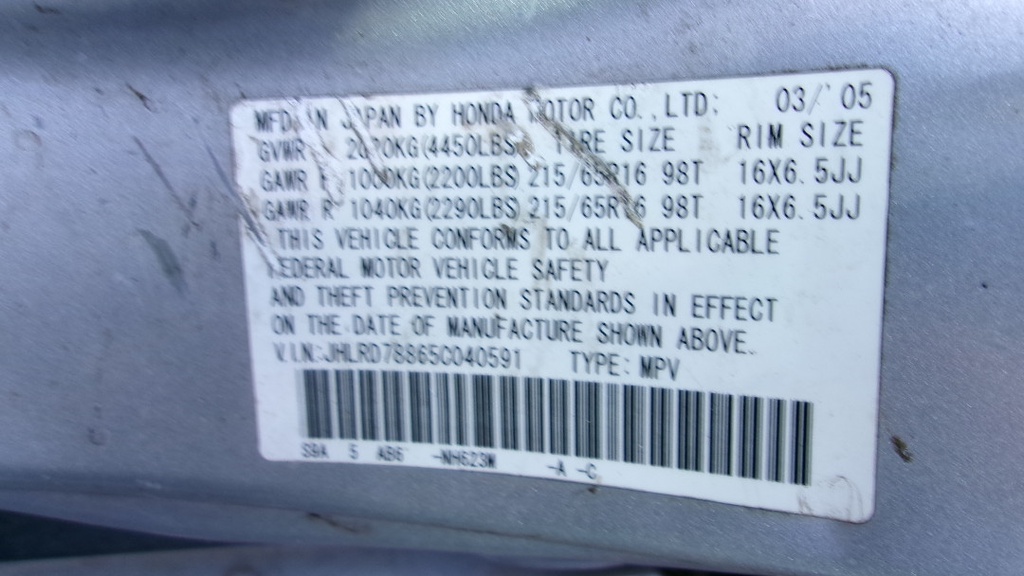 MFD. IN JAPAN BY HONDA MOTOR CO., LTD: 03/'05
GVWR 2020KG(4450LBS) TIRE SIZE RIM SIZE
GAWR F 1000KG(2200LBS) 215/65R16 98T 16X6.5JJ
GAWR R 1040KG(2290LBS) 215/65R16 98T 16X6.5JJ
THIS VEHICLE CONFORMS TO ALL APPLICABLE
FEDERAL MOTOR VEHICLE SAFETY
AND THEFT PREVENTION STANDARDS IN EFFECT
ON THE DATE OF MANUFACTURE SHOWN ABOVE.
V.I.N:JHLRD78865C040591 TYPE: MPV
S9A 5 AB6 -NH623M -A -C